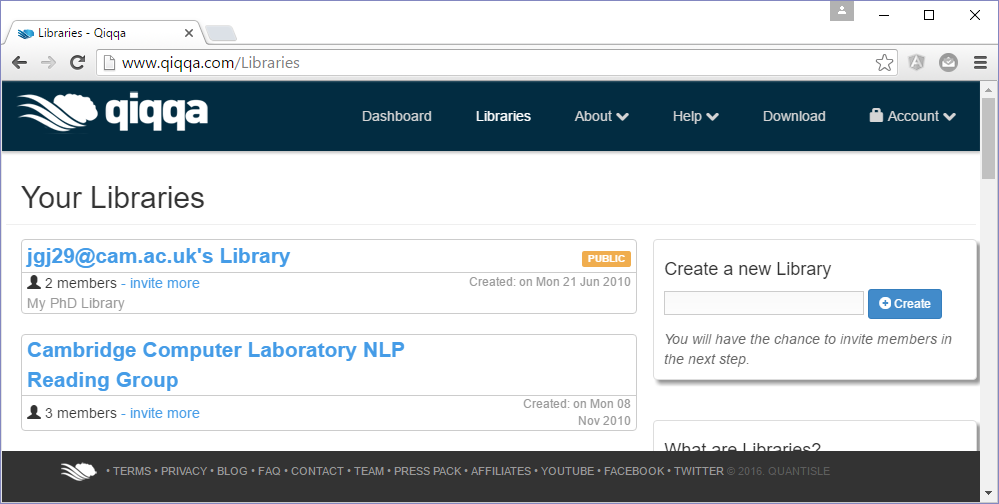 Libraries - Qiqqa
www.qiqqa.com/Libraries
qiqqa
Dashboard Libraries About Help Download Account
Your Libraries
jgj29@cam.ac.uk's Library
PUBLIC
2 members - invite more
Created: on Mon 21 Jun 2010
My PhD Library
Cambridge Computer Laboratory NLP
Reading Group
3 members - invite more
Created: on Mon 08
Nov 2010
Create a new Library
Create
You will have the chance to invite members in
the next step.
What are Libraries?
• TERMS • PRIVACY • BLOG • FAQ • CONTACT • TEAM • PRESS PACK • AFFILIATES • YOUTUBE • FACEBOOK • TWITTER © 2016. QUANTISLE